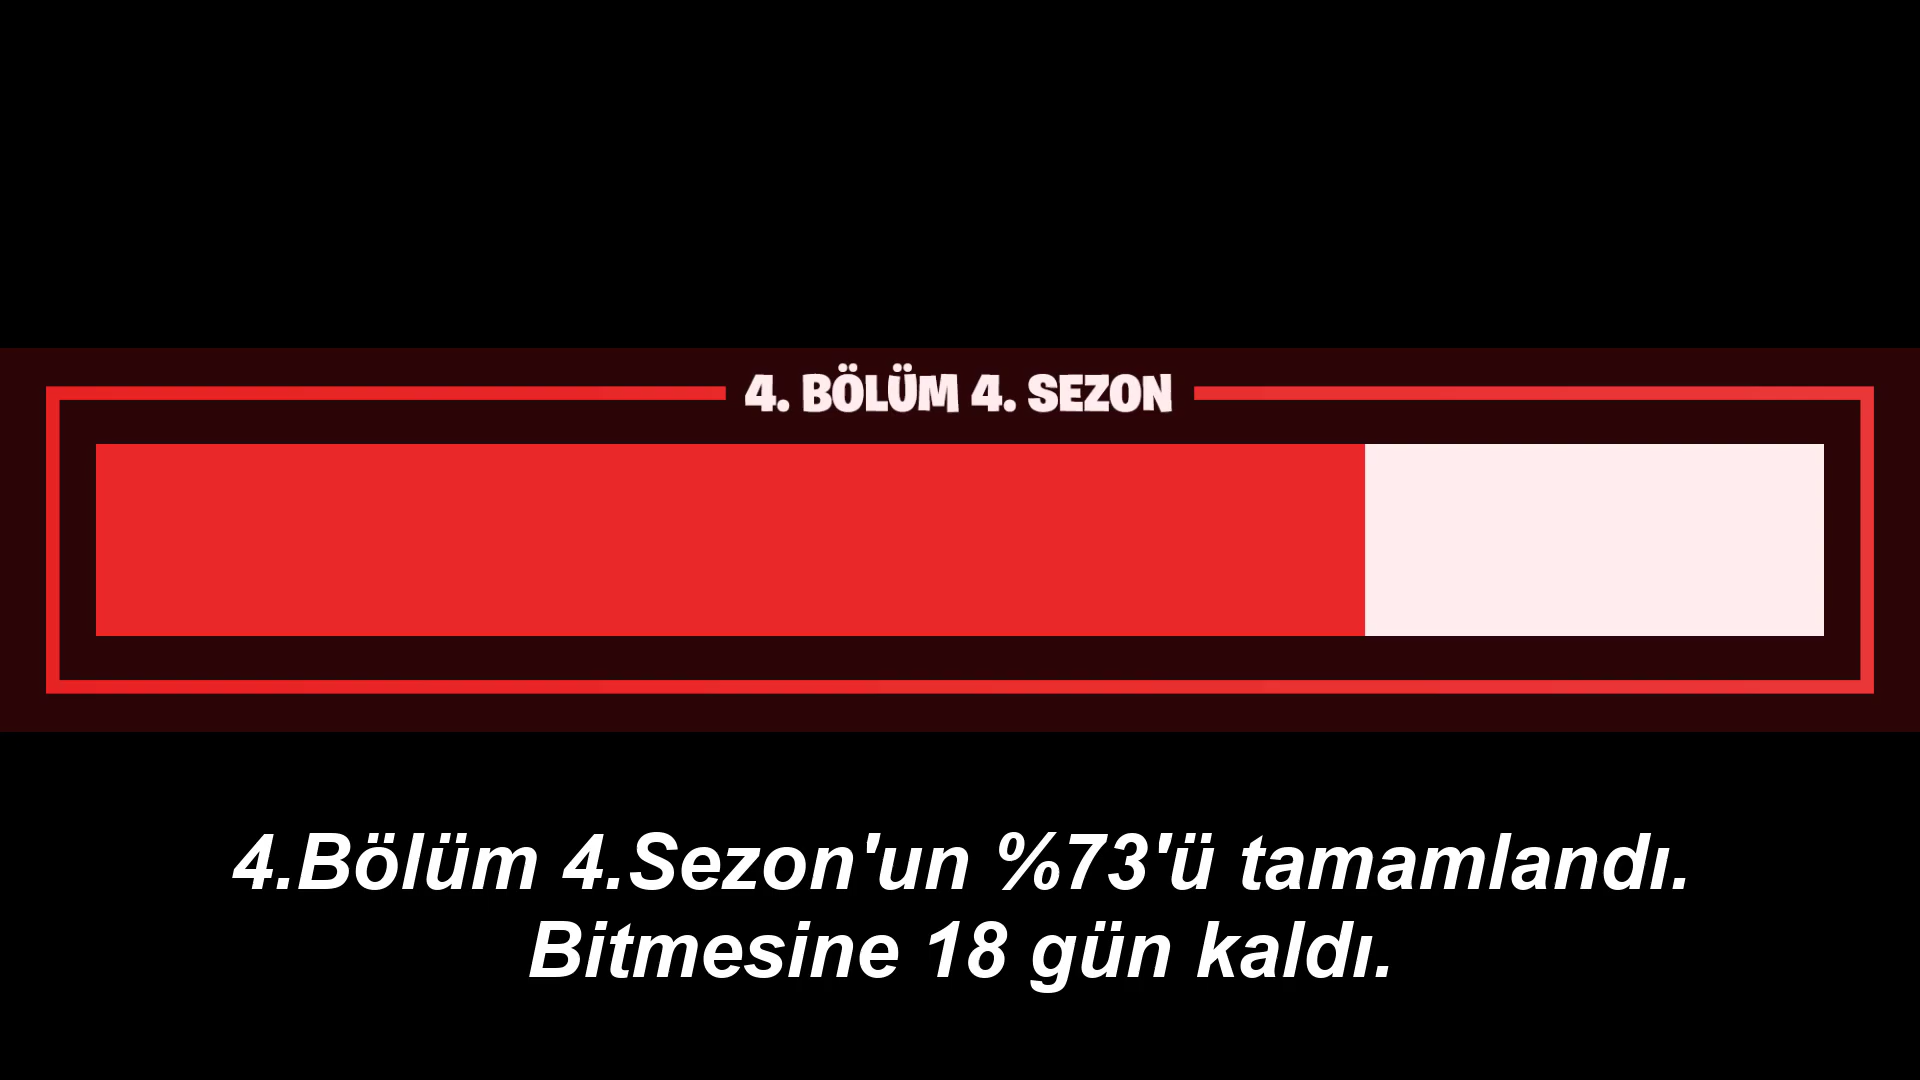 4. BÖLÜM 4. SEZON
4.Bölüm 4.Sezon'un %73'ü tamamlandı.
Bitmesine 18 gün kaldı.